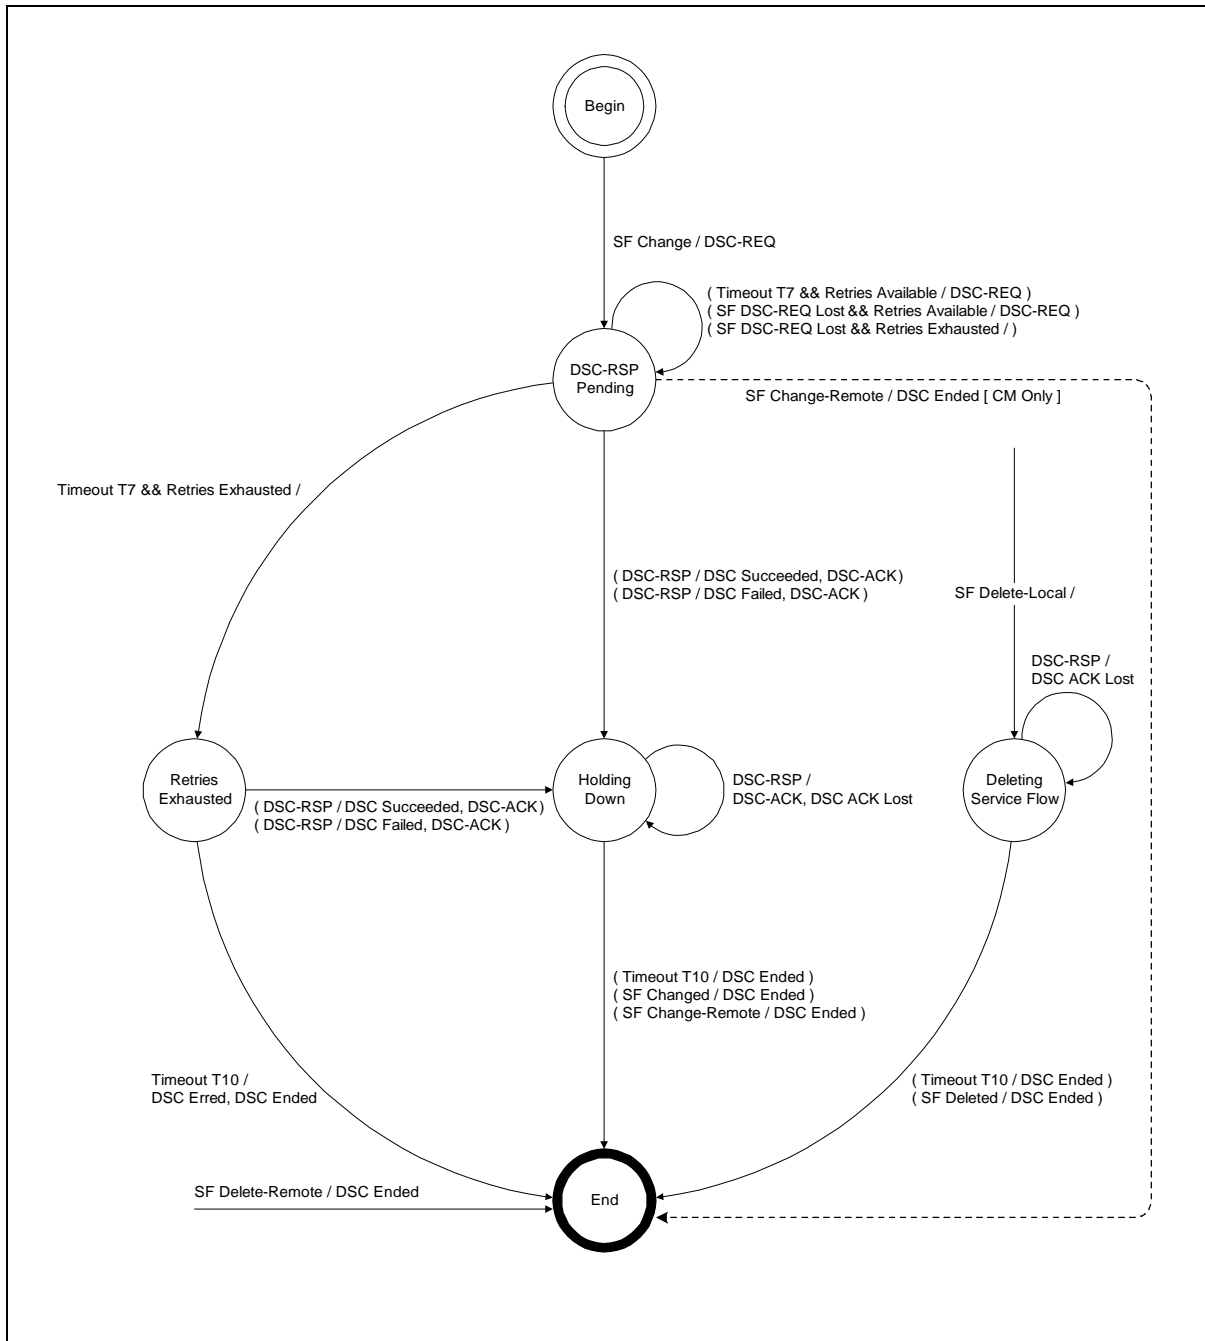 Begin
SF Change / DSC-REQ
( Timeout T7 && Retries Available / DSC-REQ )
( SF DSC-REQ Lost && Retries Available / DSC-REQ )
( SF DSC-REQ Lost && Retries Exhausted / )
DSC-RSP
Pending
SF Change-Remote / DSC Ended [ CM Only ]
Timeout T7 && Retries Exhausted /
( DSC-RSP / DSC Succeeded, DSC-ACK )
( DSC-RSP / DSC Failed, DSC-ACK )
SF Delete-Local /
DSC-RSP /
DSC ACK Lost
Retries
Exhausted
( DSC-RSP / DSC Succeeded, DSC-ACK )
( DSC-RSP / DSC Failed, DSC-ACK )
Holding
Down
DSC-RSP /
DSC-ACK, DSC ACK Lost
Deleting
Service Flow
( Timeout T10 / DSC Ended )
( SF Changed / DSC Ended )
( SF Change-Remote / DSC Ended )
Timeout T10 /
DSC Erred, DSC Ended
( Timeout T10 / DSC Ended )
( SF Deleted / DSC Ended )
SF Delete-Remote / DSC Ended
End